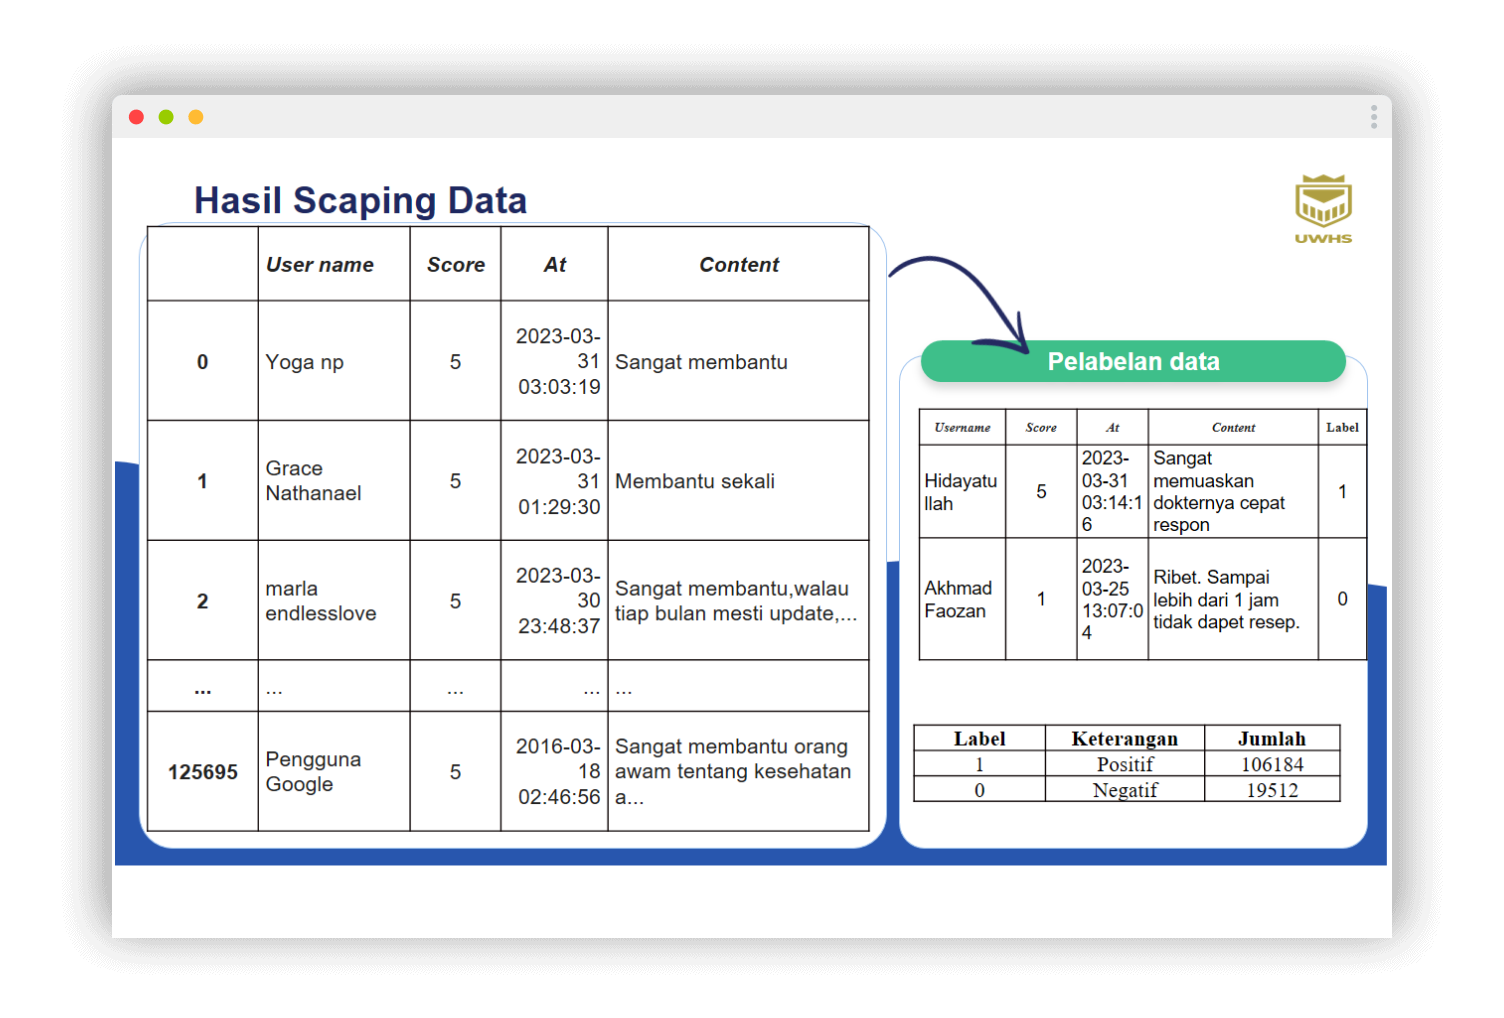 Hasil Scaping Data
UWHS
User name Score At Content
0 Yoga np 5 2023-03-31 03:03:19 Sangat membantu
1 Grace Nathanael 5 2023-03-31 01:29:30 Membantu sekali
2 marla endlesslove 5 2023-03-30 23:48:37 Sangat membantu,walau tiap bulan mesti update,...
... ... ... ... ...
125695 Pengguna Google 5 2016-03-18 02:46:56 Sangat membantu orang awam tentang kesehatan a...
Pelabelan data
Username Score At Content Label
Hidayatullah 5 2023-03-31 03:14:16 Sangat memuaskan dokternya cepat respon 1
Akhmad Faozan 1 2023-03-25 13:07:04 Ribet. Sampai lebih dari 1 jam tidak dapet resep. 0
Label Keterangan Jumlah
1 Positif 106184
0 Negatif 19512